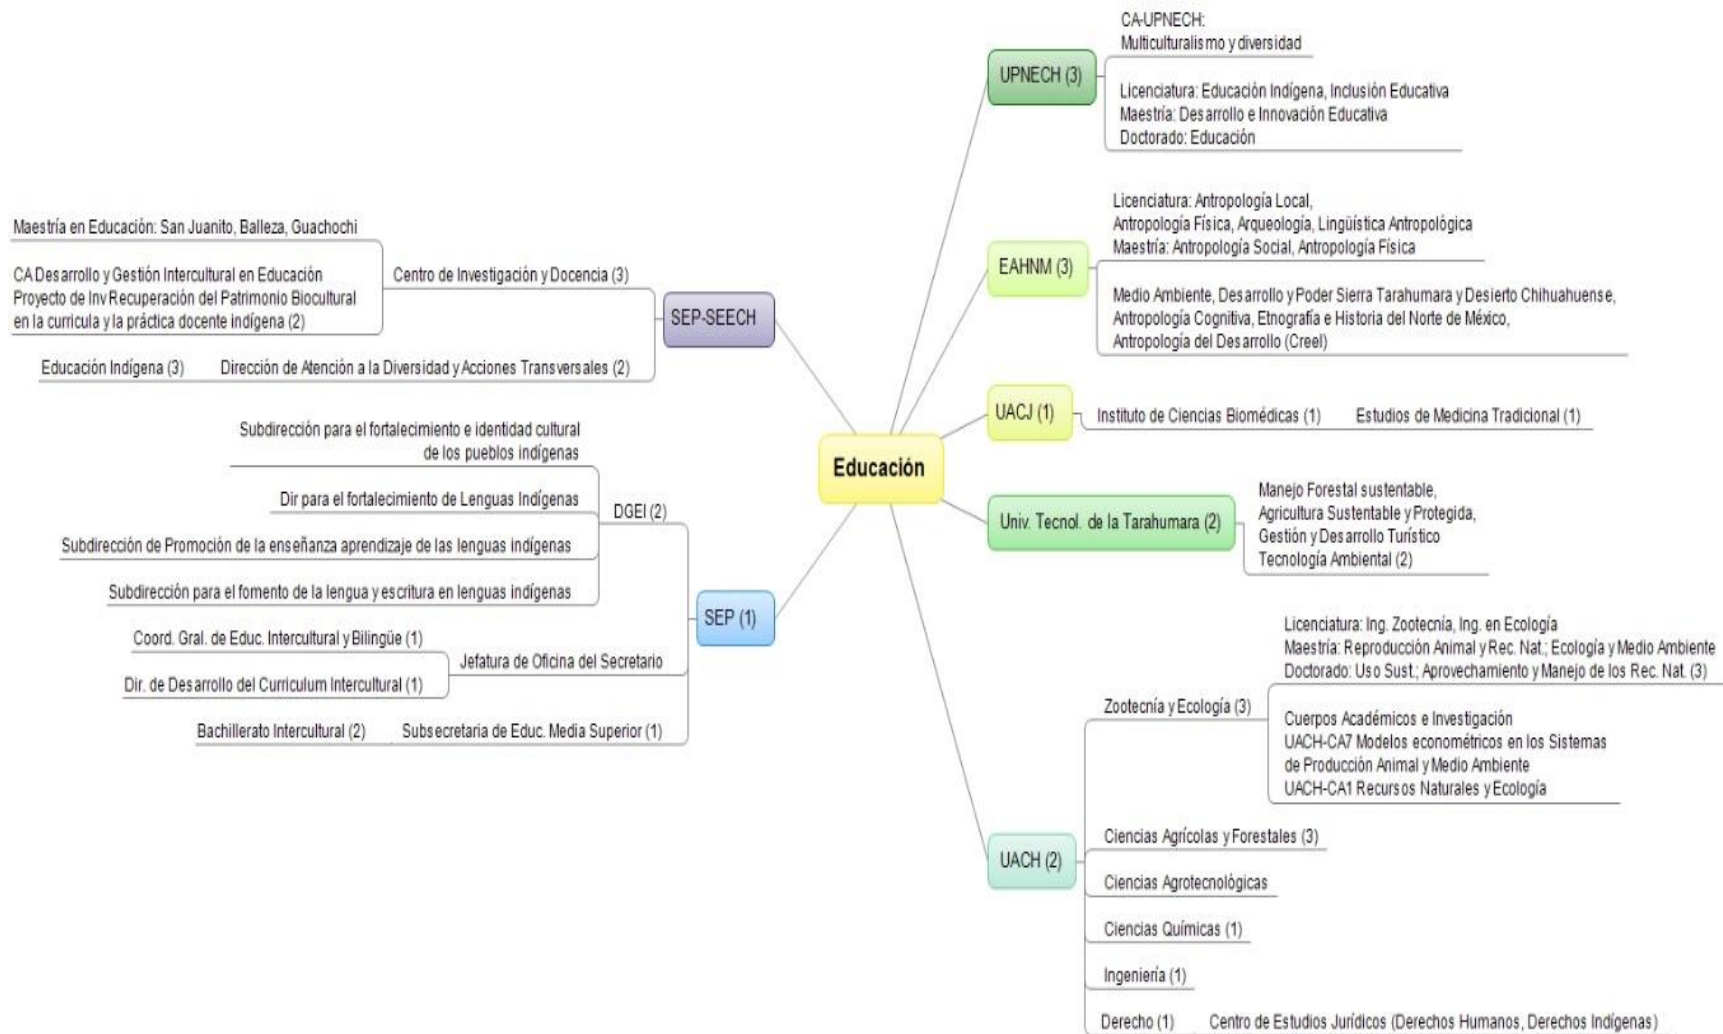 Educación
UPNECH (3)
CA-UPNECH:
Multiculturalismo y diversidad
Licenciatura: Educación Indígena, Inclusión Educativa
Maestría: Desarrollo e Innovación Educativa
Doctorado: Educación
EAHNM (3)
Licenciatura: Antropología Local,
Antropología Física, Arqueología, Lingüística Antropológica
Maestría: Antropología Social, Antropología Física
Medio Ambiente, Desarrollo y Poder Sierra Tarahumara y Desierto Chihuahuense,
Antropología Cognitiva, Etnografía e Historia del Norte de México,
Antropología del Desarrollo (Creel)
UACJ (1)
Instituto de Ciencias Biomédicas (1)
Estudios de Medicina Tradicional (1)
Univ. Tecnol. de la Tarahumara (2)
Manejo Forestal sustentable,
Agricultura Sustentable y Protegida,
Gestión y Desarrollo Turístico
Tecnología Ambiental (2)
UACH (2)
Zootecnía y Ecología (3)
Licenciatura: Ing. Zootecnía, Ing. en Ecología
Maestría: Reproducción Animal y Rec. Nat.; Ecología y Medio Ambiente
Doctorado: Uso Sust.; Aprovechamiento y Manejo de los Rec. Nat. (3)
Cuerpos Académicos e Investigación
UACH-CA7 Modelos econométricos en los Sistemas
de Producción Animal y Medio Ambiente
UACH-CA1 Recursos Naturales y Ecología
Ciencias Agrícolas y Forestales (3)
Ciencias Agrotecnológicas
Ciencias Químicas (1)
Ingeniería (1)
Derecho (1)
Centro de Estudios Jurídicos (Derechos Humanos, Derechos Indígenas)
SEP-SEECH
Centro de Investigación y Docencia (3)
Maestría en Educación: San Juanito, Balleza, Guachochi
CA Desarrollo y Gestión Intercultural en Educación
Proyecto de Inv Recuperación del Patrimonio Biocultural
en la curricula y la práctica docente indígena (2)
Dirección de Atención a la Diversidad y Acciones Transversales (2)
Educación Indígena (3)
SEP (1)
DGEI (2)
Subdirección para el fortalecimiento e identidad cultural
de los pueblos indígenas
Dir para el fortalecimiento de Lenguas Indígenas
Subdirección de Promoción de la enseñanza aprendizaje de las lenguas indígenas
Subdirección para el fomento de la lengua y escritura en lenguas indígenas
Jefatura de Oficina del Secretario
Coord. Gral. de Educ. Intercultural y Bilingüe (1)
Dir. de Desarrollo del Curriculum Intercultural (1)
Subsecretaria de Educ. Media Superior (1)
Bachillerato Intercultural (2)